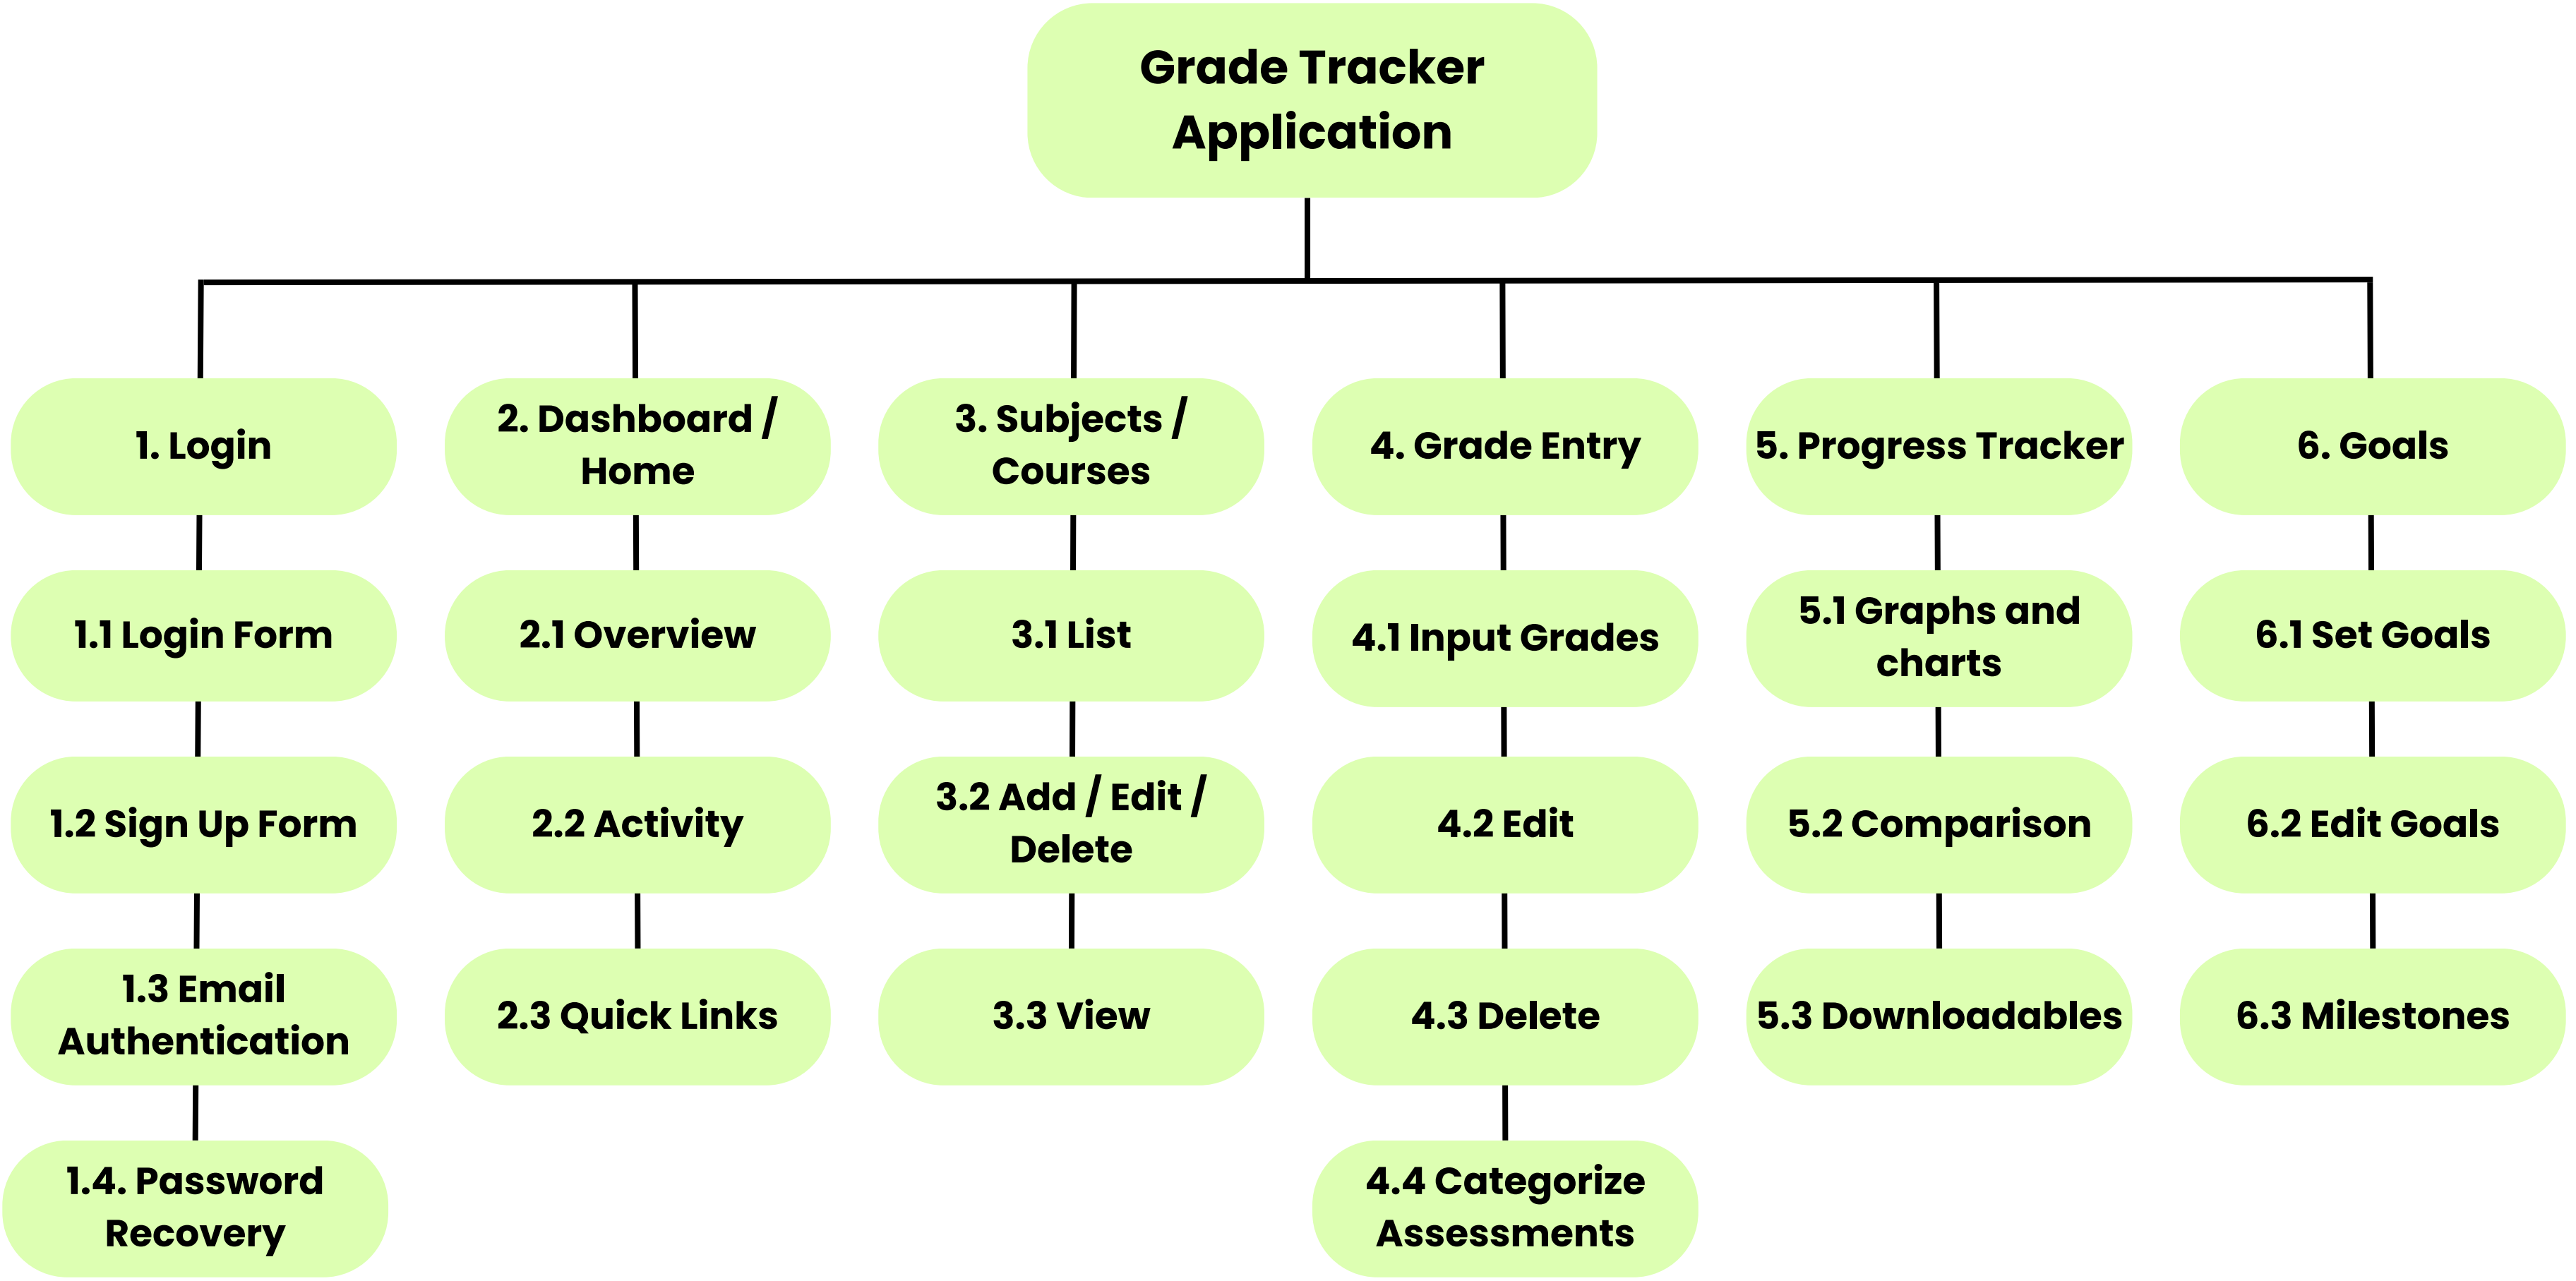 Grade Tracker
Application
1. Login
2. Dashboard /
Home
3. Subjects /
Courses
4. Grade Entry
5. Progress Tracker
6. Goals
1.1 Login Form
2.1 Overview
3.1 List
4.1 Input Grades
5.1 Graphs and
charts
6.1 Set Goals
1.2 Sign Up Form
2.2 Activity
3.2 Add / Edit /
Delete
4.2 Edit
5.2 Comparison
6.2 Edit Goals
1.3 Email
Authentication
2.3 Quick Links
3.3 View
4.3 Delete
5.3 Downloadables
6.3 Milestones
1.4. Password
Recovery
4.4 Categorize
Assessments